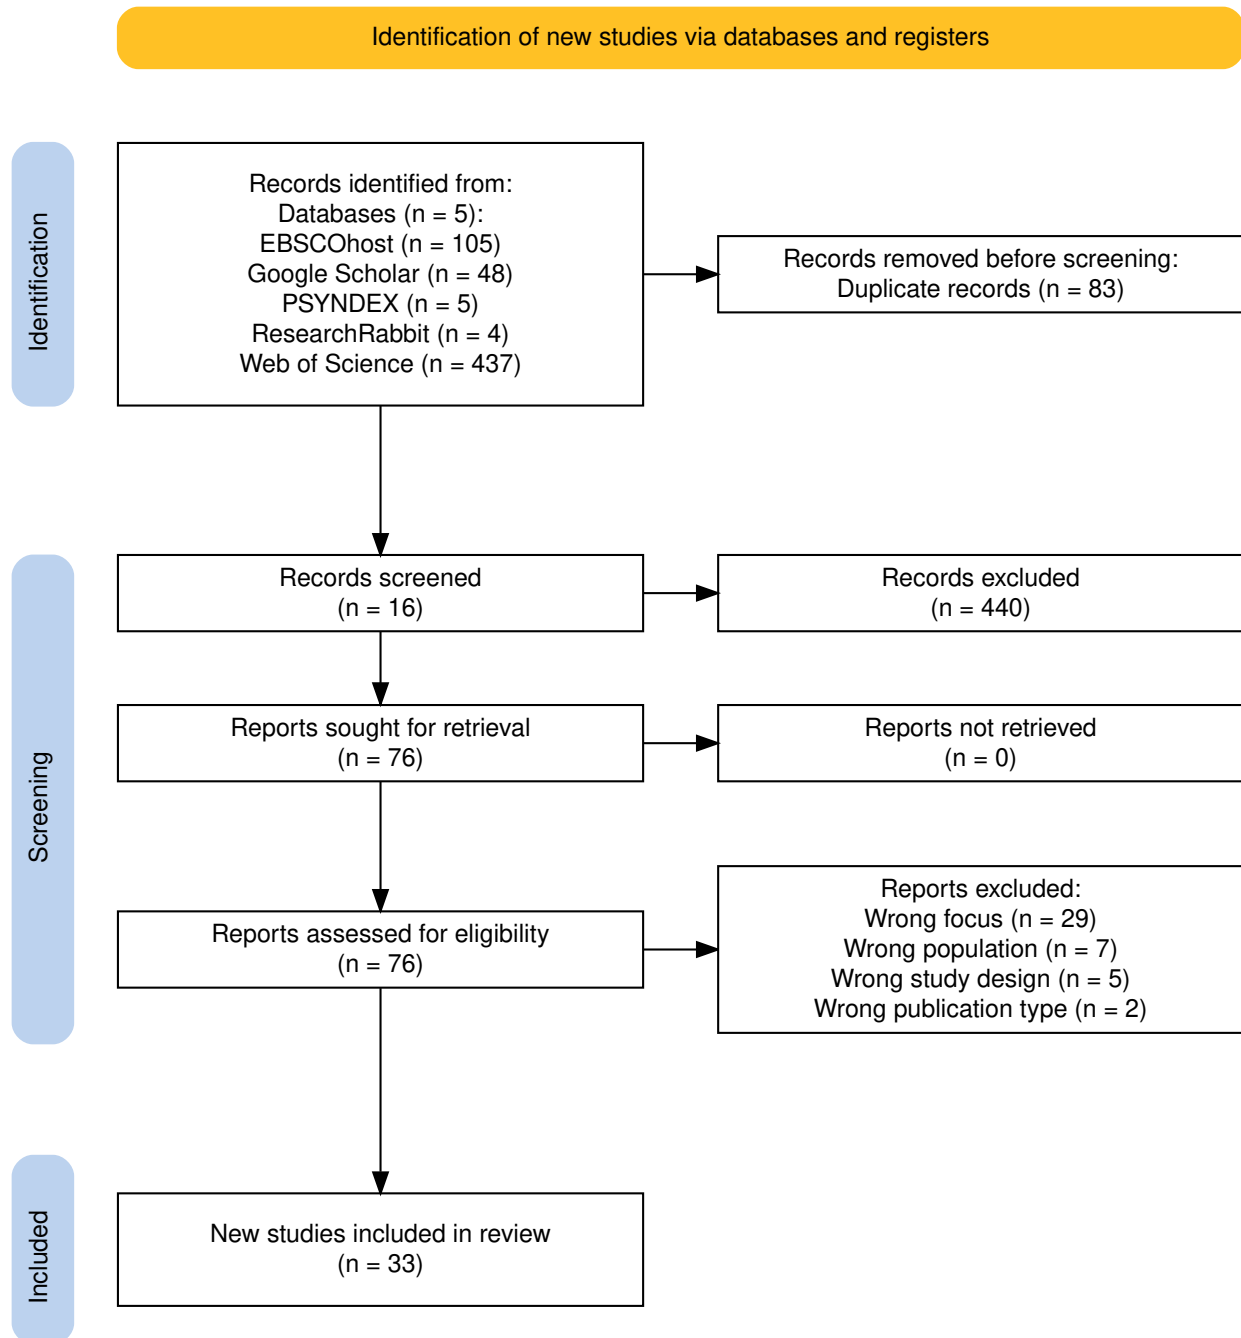 Identification of new studies via databases and registers
Identification
Records identified from:
Databases (n = 5):
EBSCOhost (n = 105)
Google Scholar (n = 48)
PSYNDEX (n = 5)
ResearchRabbit (n = 4)
Web of Science (n = 437)
Records removed before screening:
Duplicate records (n = 83)
Screening
Records screened
(n = 16)
Records excluded
(n = 440)
Reports sought for retrieval
(n = 76)
Reports not retrieved
(n = 0)
Reports assessed for eligibility
(n = 76)
Reports excluded:
Wrong focus (n = 29)
Wrong population (n = 7)
Wrong study design (n = 5)
Wrong publication type (n = 2)
Included
New studies included in review
(n = 33)